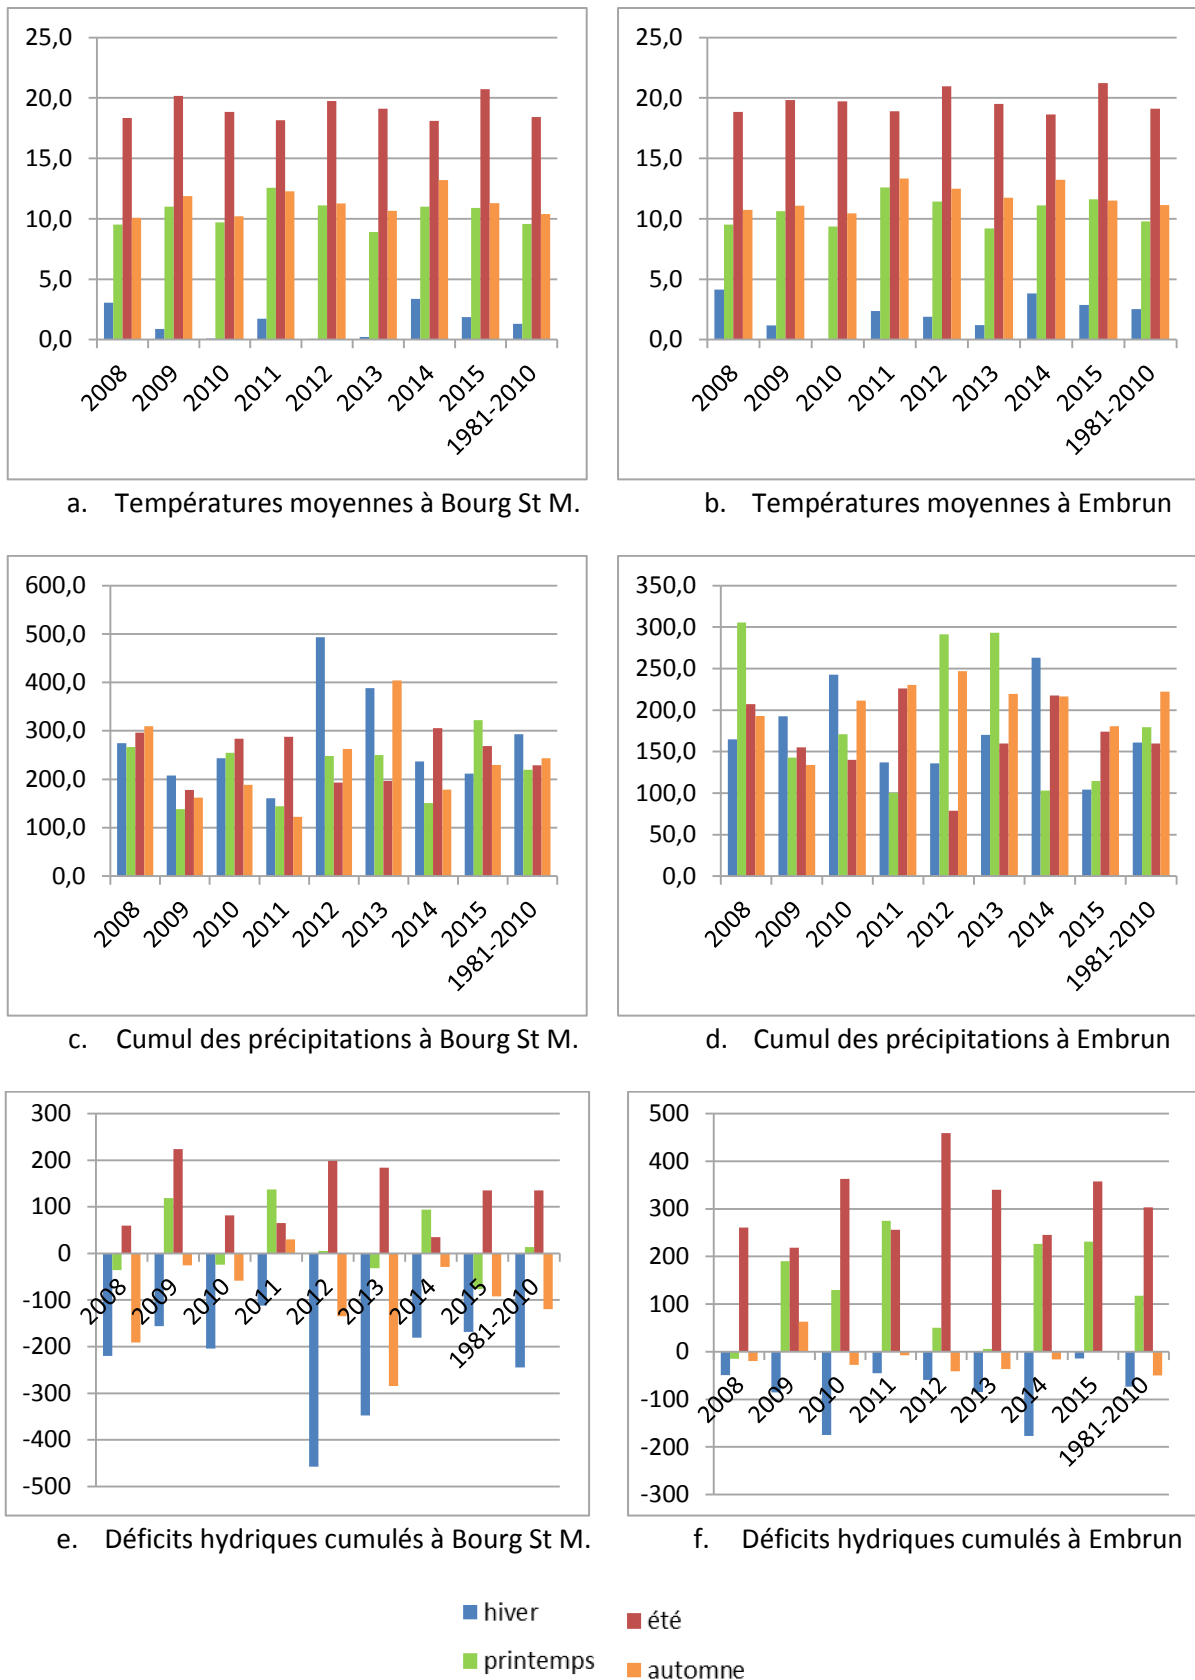 25,0
20,0
15,0
10,0
5,0
0,0
2008 2009 2010 2011 2012 2013 2014 2015 1981-2010
a. Températures moyennes à Bourg St M.
25,0
20,0
15,0
10,0
5,0
0,0
2008 2009 2010 2011 2012 2013 2014 2015 1981-2010
b. Températures moyennes à Embrun
600,0
500,0
400,0
300,0
200,0
100,0
0,0
2008 2009 2010 2011 2012 2013 2014 2015 1981-2010
c. Cumul des précipitations à Bourg St M.
350,0
300,0
250,0
200,0
150,0
100,0
50,0
0,0
2008 2009 2010 2011 2012 2013 2014 2015 1981-2010
d. Cumul des précipitations à Embrun
300
200
100
0
-100
-200
-300
-400
-500
2008 2009 2010 2011 2012 2013 2014 2015 1981-2010
e. Déficits hydriques cumulés à Bourg St M.
500
400
300
200
100
0
-100
-200
-300
2008 2009 2010 2011 2012 2013 2014 2015 1981-2010
f. Déficits hydriques cumulés à Embrun
hiver
été
printemps
automne